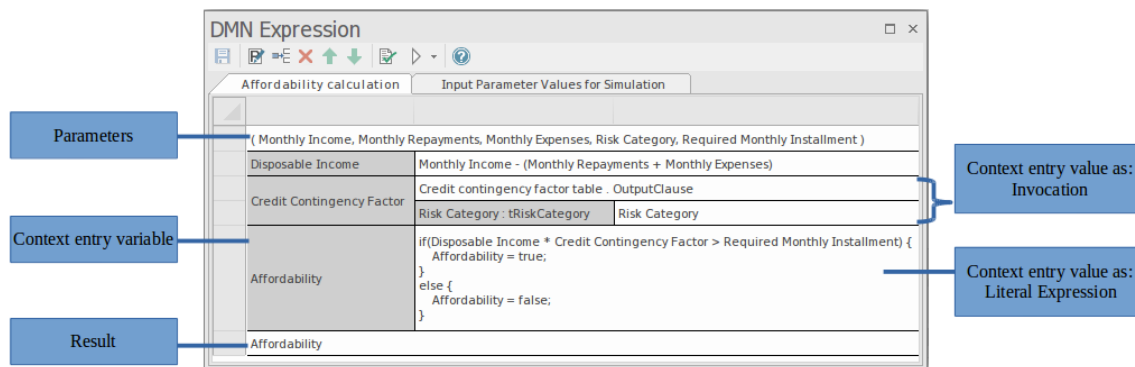 DMN Expression
Affordability calculation
Input Parameter Values for Simulation
Parameters
( Monthly Income, Monthly Repayments, Monthly Expenses, Risk Category, Required Monthly Installment )
Disposable Income
Monthly Income - (Monthly Repayments + Monthly Expenses)
Credit Contingency Factor
Credit contingency factor table . OutputClause
Risk Category : tRiskCategory
Risk Category
Context entry value as:
Invocation
Context entry variable
Affordability
if(Disposable Income * Credit Contingency Factor > Required Monthly Installment) {
Affordability = true;
}
else {
Affordability = false;
}
Context entry value as:
Literal Expression
Result
Affordability